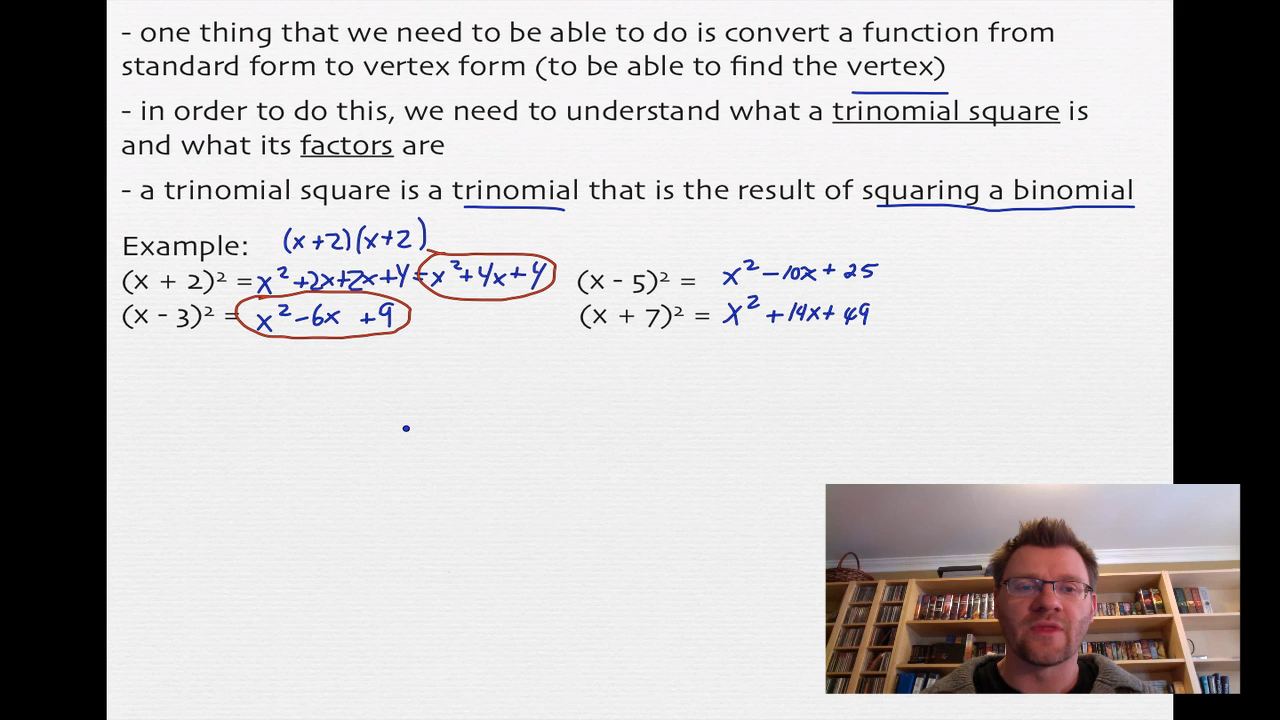 - one thing that we need to be able to do is convert a function from
standard form to vertex form (to be able to find the vertex)
- in order to do this, we need to understand what a trinomial square is
and what its factors are
- a trinomial square is a trinomial that is the result of squaring a binomial
Example: (x+2)(x+2)
(x + 2)² = x²+2x+2x+4 = x²+4x+4 (x - 5)² = x²-10x+25
(x - 3)² = x²-6x +9 (x + 7)² = x²+14x+49